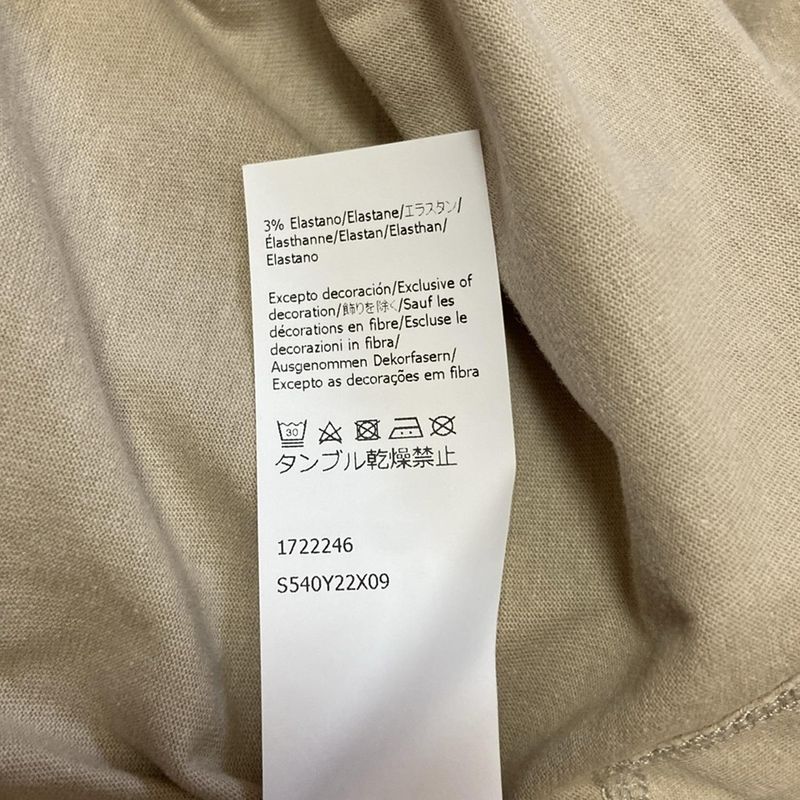 3% Elastano/Elastane/エラスタン/
Élasthanne/Elastan/Elasthan/
Elastano
Excepto decoración/Exclusive of
decoration/飾りを除く/Sauf les
décorations en fibre/Escluse le
decorazioni in fibra/
Ausgenommen Dekorfasern/
Excepto as decorações em fibra
30
タンブル乾燥禁止
1722246
S540Y22X09